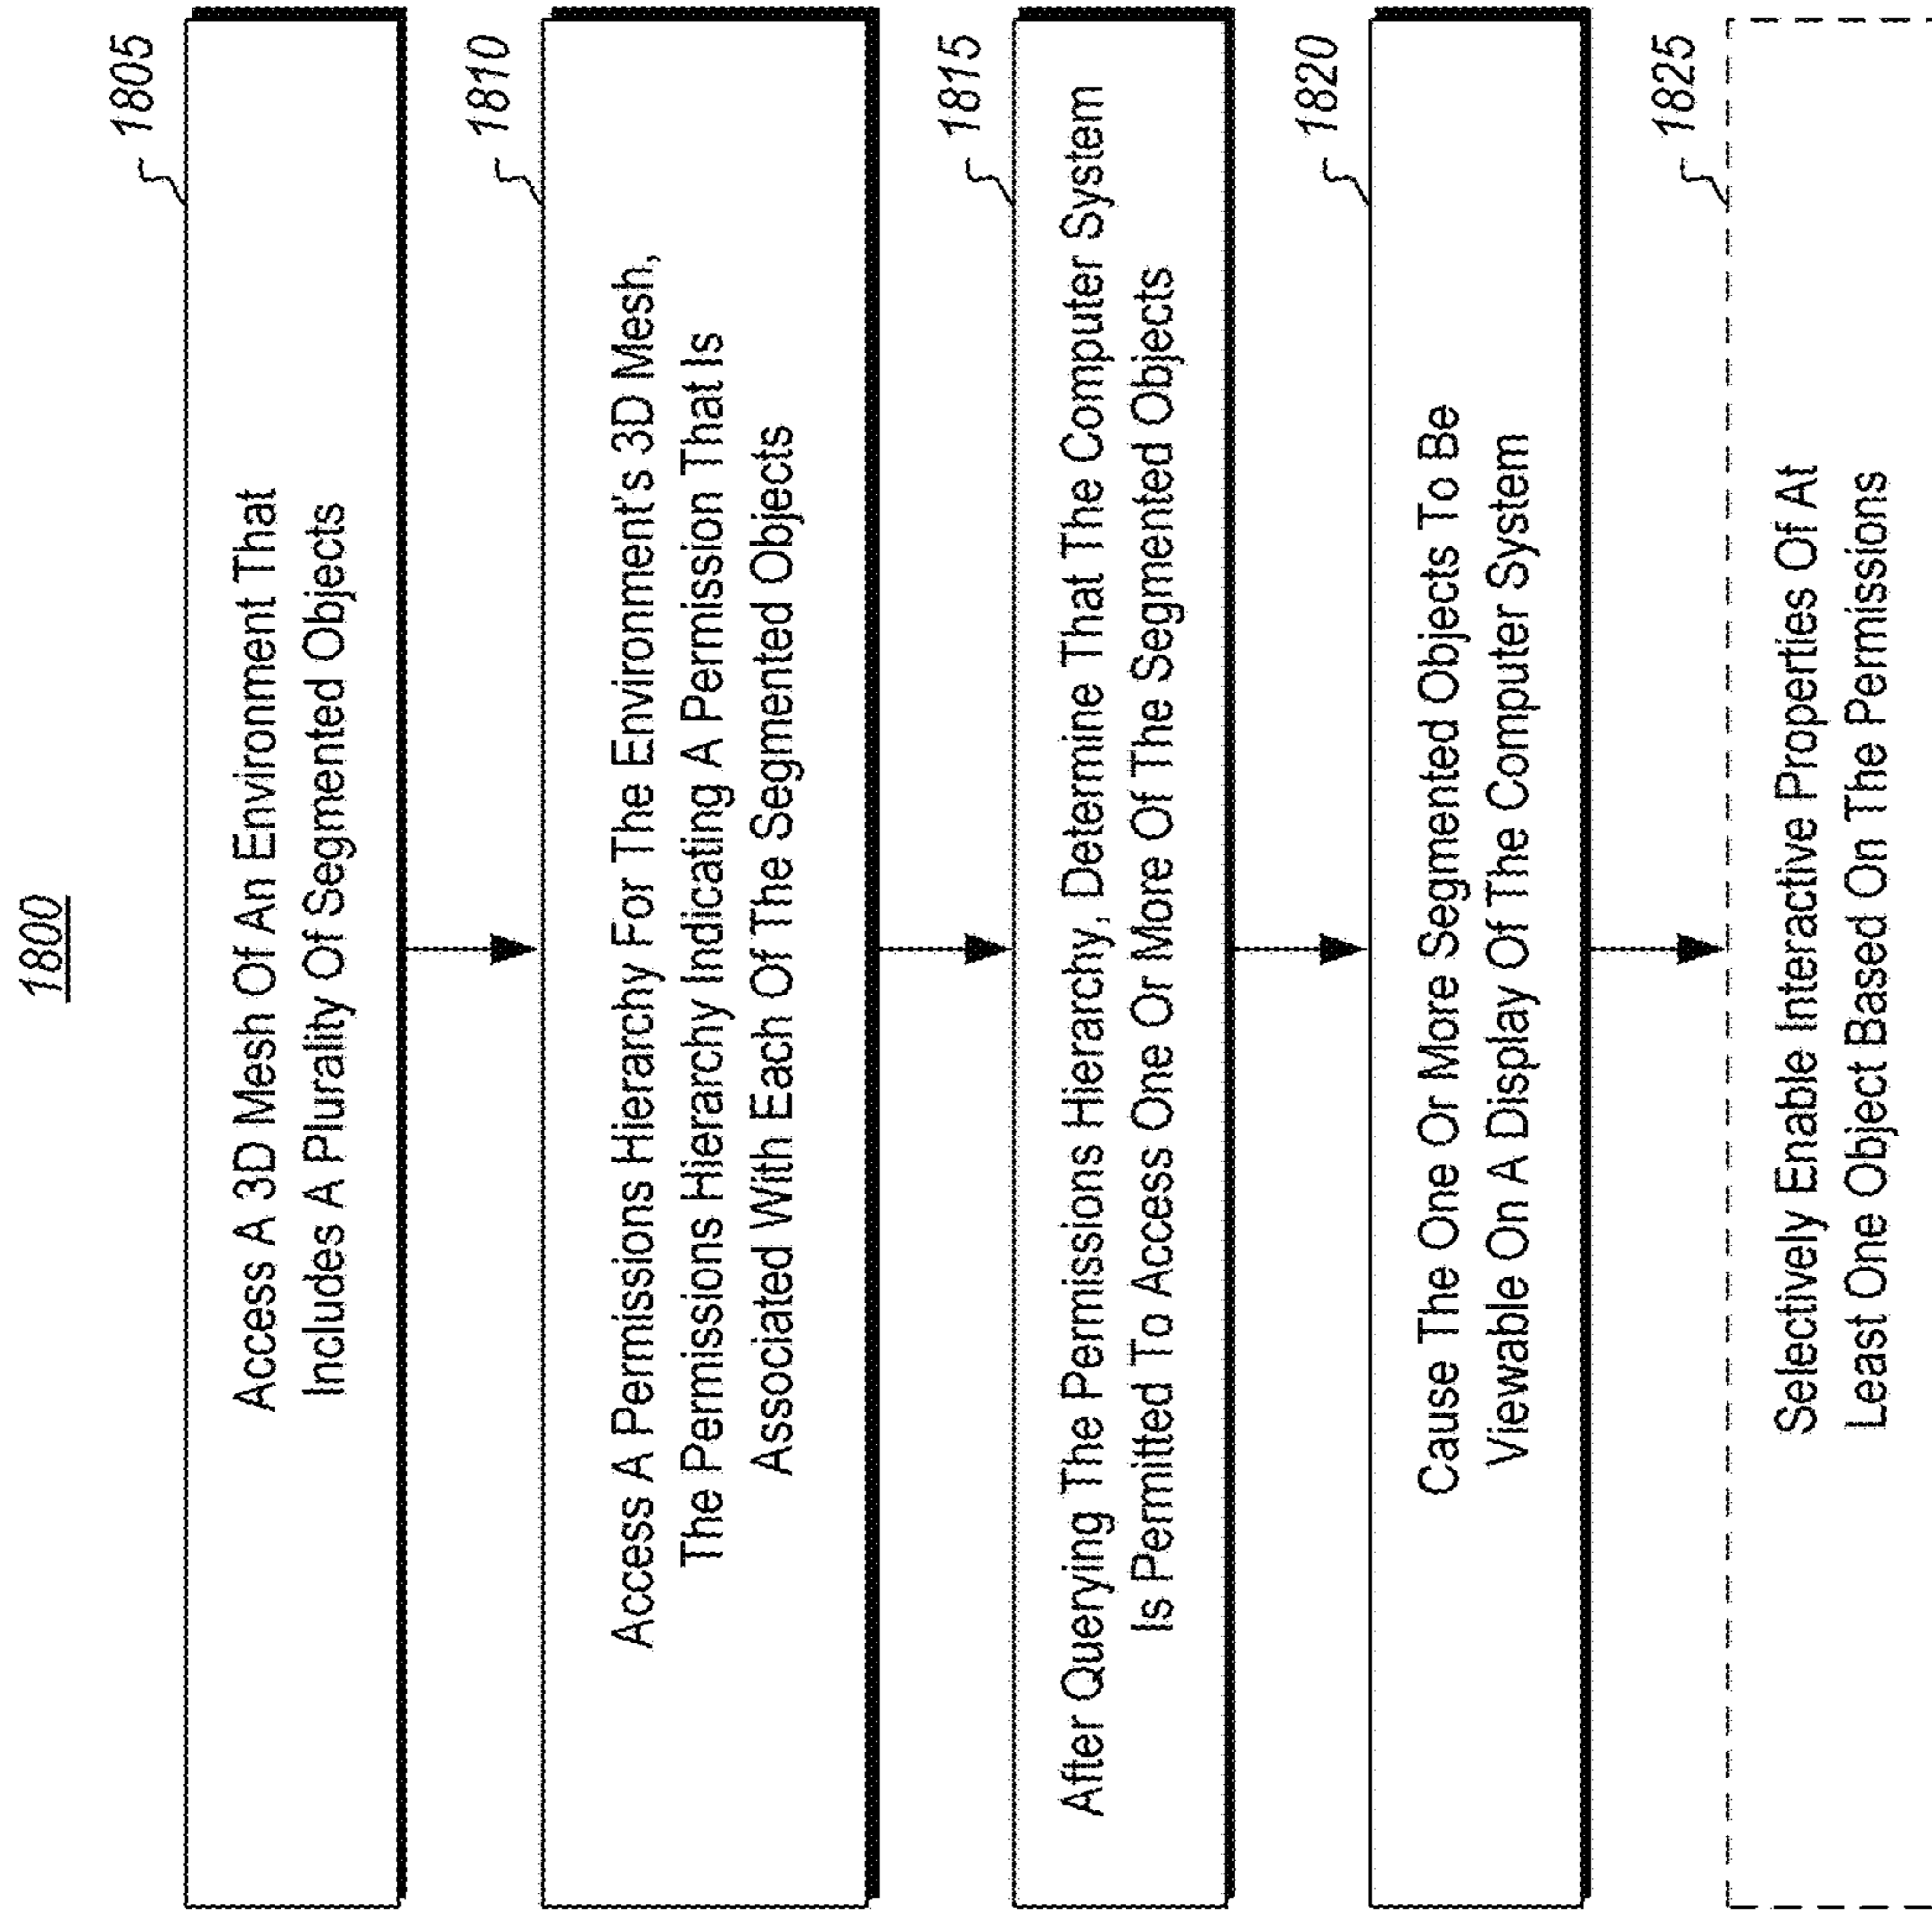 1800
1805
Access A 3D Mesh Of An Environment That
Includes A Plurality Of Segmented Objects
1810
Access A Permissions Hierarchy For The Environment's 3D Mesh,
The Permissions Hierarchy Indicating A Permission That Is
Associated With Each Of The Segmented Objects
1815
After Querying The Permissions Hierarchy, Determine That The Computer System
Is Permitted To Access One Or More Of The Segmented Objects
1820
Cause The One Or More Segmented Objects To Be
Viewable On A Display Of The Computer System
1825
Selectively Enable Interactive Properties Of At
Least One Object Based On The Permissions